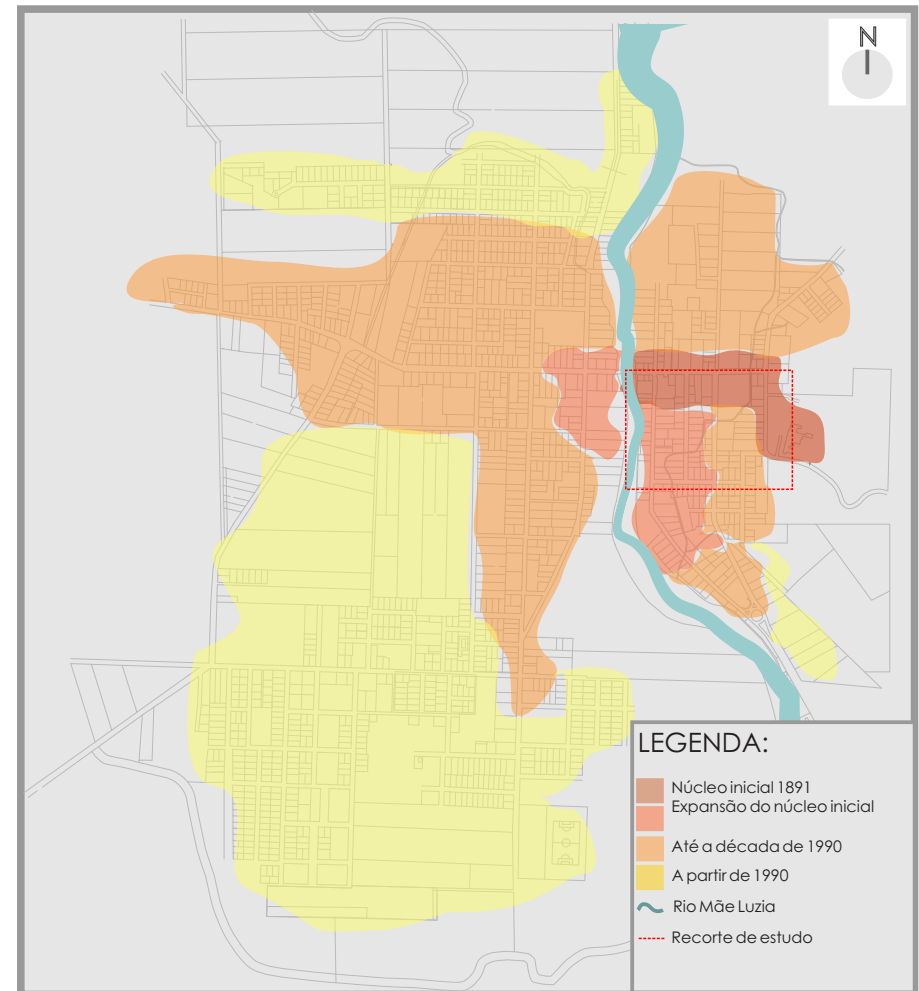 N
LEGENDA:
Núcleo inicial 1891
Expansão do núcleo inicial
Até a década de 1990
A partir de 1990
Rio Mãe Luzia
Recorte de estudo